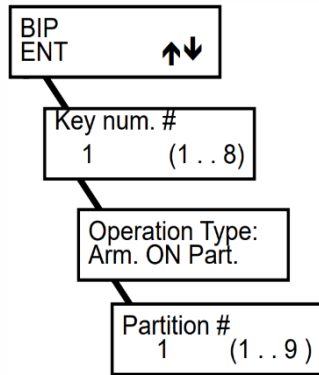 BIP
ENT ↑↓
Key num. #
1 (1 . . 8)
Operation Type:
Arm. ON Part.
Partition #
1 (1 . . 9 )